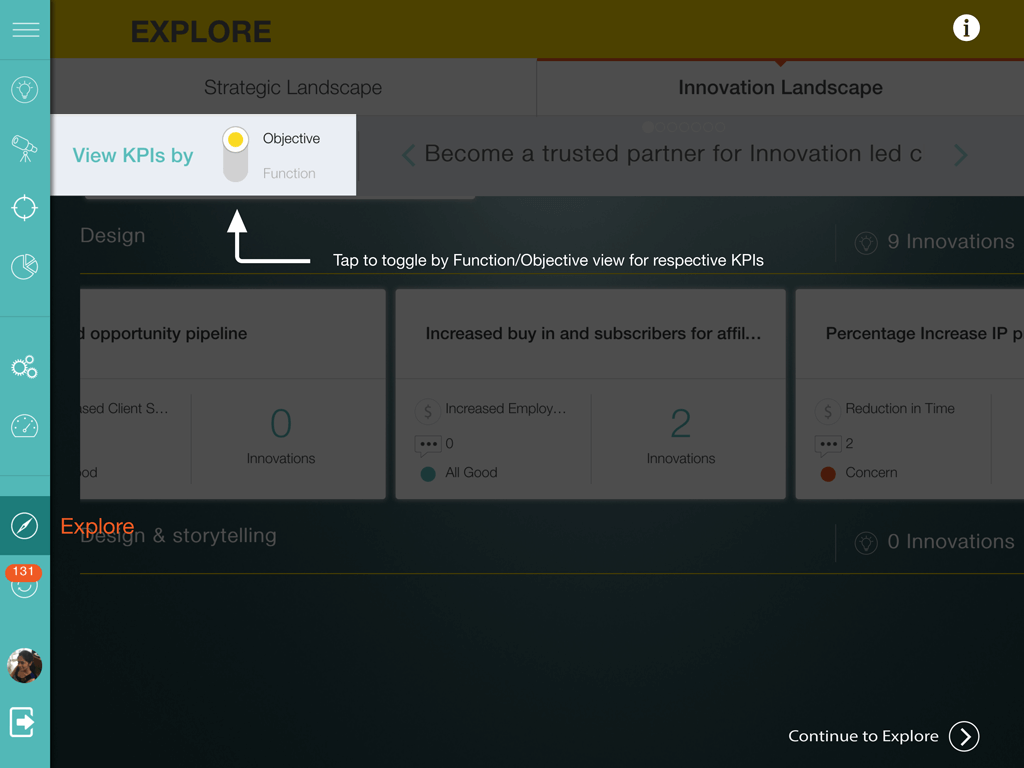 EXPLORE
i
Strategic Landscape
Innovation Landscape
View KPIs by
Objective
Function
Become a trusted partner for Innovation led c
Design
9 Innovations
Tap to toggle by Function/Objective view for respective KPIs
d opportunity pipeline
Increased buy in and subscribers for affil...
Percentage Increase IP p
ased Client S...
0
Innovations
ood
$ Increased Employ...
0
All Good
2
Innovations
$ Reduction in Time
2
Concern
Explore
Design & storytelling
0 Innovations
131
Continue to Explore